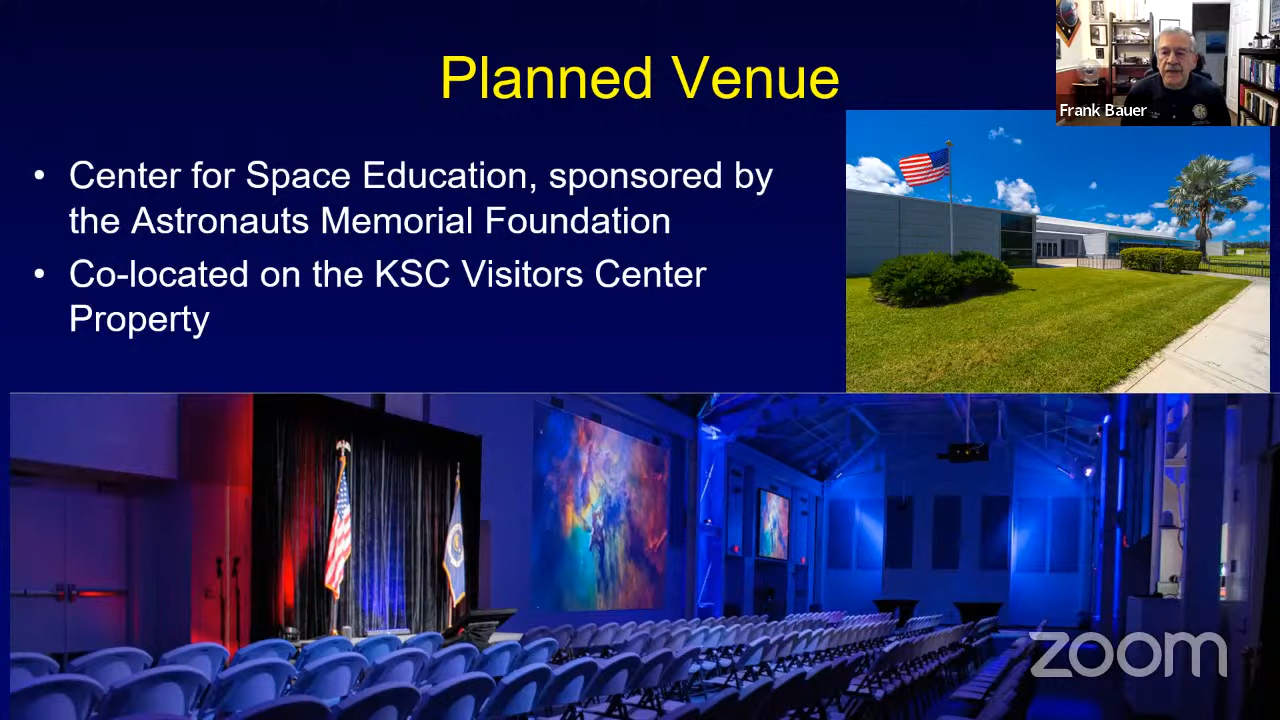 Planned Venue
Frank Bauer
• Center for Space Education, sponsored by
the Astronauts Memorial Foundation
• Co-located on the KSC Visitors Center
Property
zoom